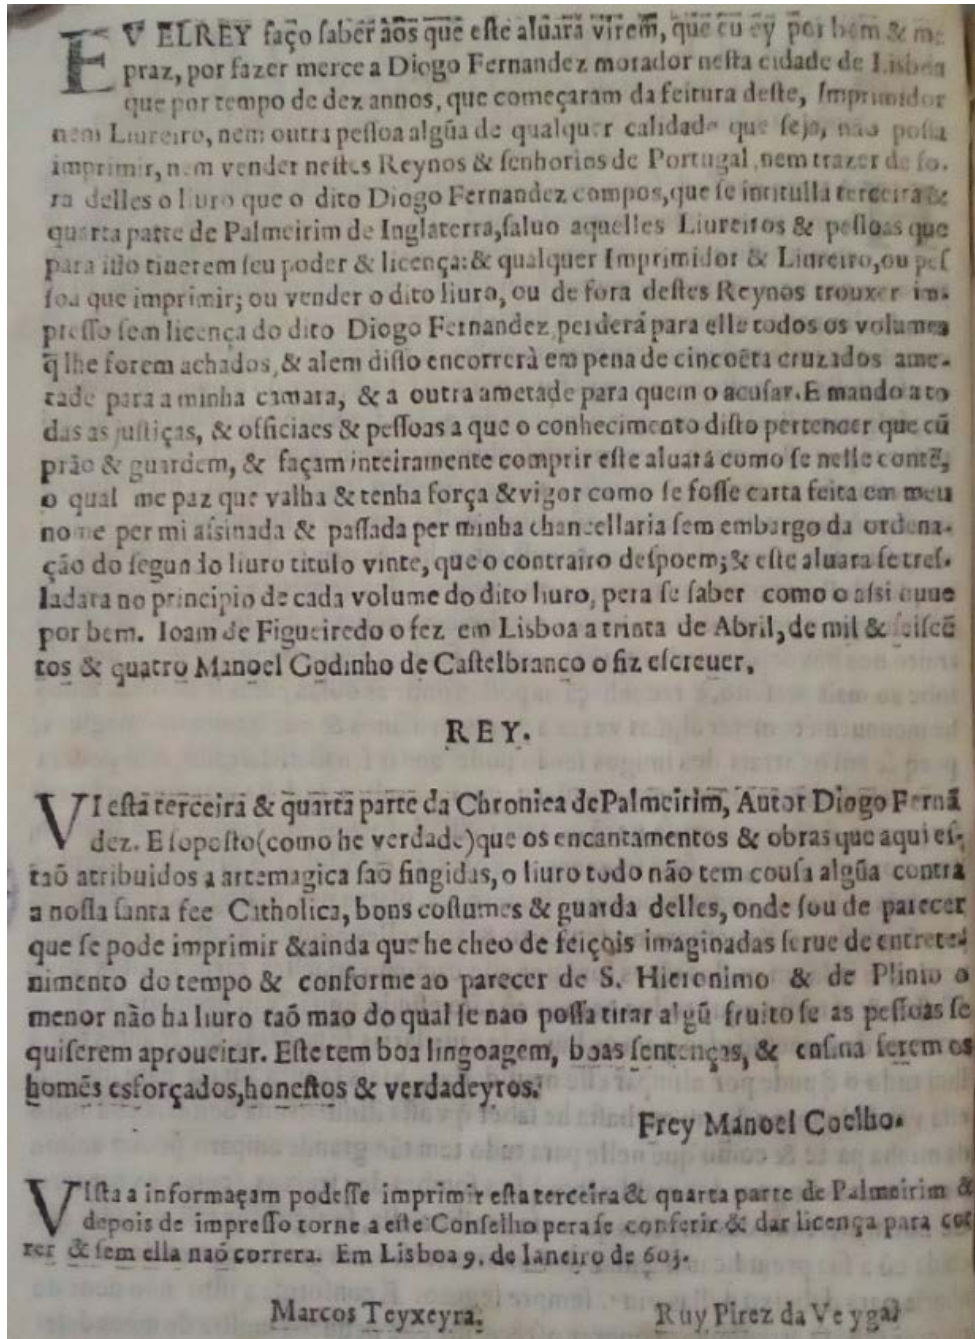 EV ELREY faço ſaber aos que eſte aluará virem, que eu ey por bem & me
praz, por fazer merce a Diogo Fernandez morador neſta cidade de Lisboa
que por tempo de dez annos, que começaram da feitura deſte, Imprimidor
nem Liureiro, nem outra peſſoa algũa de qualquer calidade que ſeja, não poſſa
imprimir, nem vender neſtes Reynos & ſenhorios de Portugal, nem trazer de fo.
ra delles o liuro que o dito Diogo Fernandez compos, que ſe intitulla terceira &
quarta parte de Palmeirim de Inglaterra, ſaluo aquelles Liureiros & peſſoas que
para iſſo tiuerem ſeu poder & licença: & qualquer Imprimidor & Liureiro, ou peſ
ſoa que imprimir; ou vender o dito liuro, ou de fora deſtes Reynos trouxer im-
preſſo ſem licença do dito Diogo Fernandez, perderá para elle todos os volumes
q̃ lhe forem achados, & alem diſſo encorrerà em pena de cincoẽta cruzados ame-
tade para a minha camara, & a outra ametade para quem o acuſar. E mando a to
das as juſtiças, & officiaes & peſſoas a que o conhecimento diſto pertencer que cũ
prão & guardem, & façam inteiramente comprir eſte aluará como ſe neſte contẽ,
o qual me paz que valha & tenha força & vigor como ſe foſſe carta feita em meu
nome per mi aſsinada & paſſada per minha chancellaria ſem embargo da ordena-
ção do ſegundo liuro titulo vinte, que o contrairo deſpoem; & eſte aluara ſe treſ-
ladara no principio de cada volume do dito liuro, pera ſe ſaber como o aſsi ouue
por bem. Ioam de Figueiredo o fez em Lisboa a trinta de Abril, de mil & ſeiſcẽ
tos & quatro Manoel Godinho de Caſtelbranco o fiz eſcreuer.
REY.
VI eſta terceira & quarta parte da Chronica de Palmeirim, Autor Diogo Fernã
dez. E ſopoſto (como he verdade) que os encantamentos & obras que aqui eſ-
taõ atribuidos a arte magica ſaõ fingidas, o liuro todo não tem couſa algũa contra
a noſſa ſanta fee Catholica, bons coſtumes & guarda delles, onde ſou de parecer
que ſe pode imprimir & ainda que he cheo de feiçois imaginadas ſerue de entrete-
nimento do tempo & conforme ao parecer de S. Hieronimo & de Plinio o
menor não ha liuro taõ mao do qual ſe nao poſſa tirar algũ fruito ſe as peſſoas ſe
quiſerem aproueitar. Eſte tem boa lingoagem, boas ſentenças, & enſina ſerem os
homẽs esforçados, honeſtos & verdadeyros.
Frey Manoel Coelho.
VIſta a informaçam podeſſe imprimir eſta terceira & quarta parte de Palmeirim &
depois de impreſſo torne a eſte Conſelho pera ſe conferir & dar licença para cor
rer & ſem ella naõ correra. Em Lisboa 9. de Ianeiro de 603.
Marcos Teyxeyra.
Ruy Pirez da Veyga.